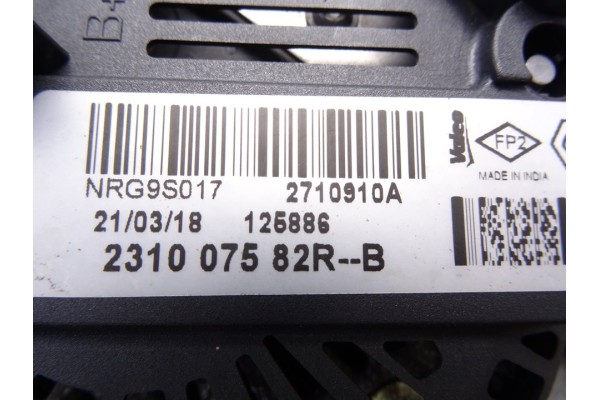 B+
Valeo
FP2
MADE IN INDIA
NRG9S017 2710910A
21/03/18 125886
2310 075 82R--B